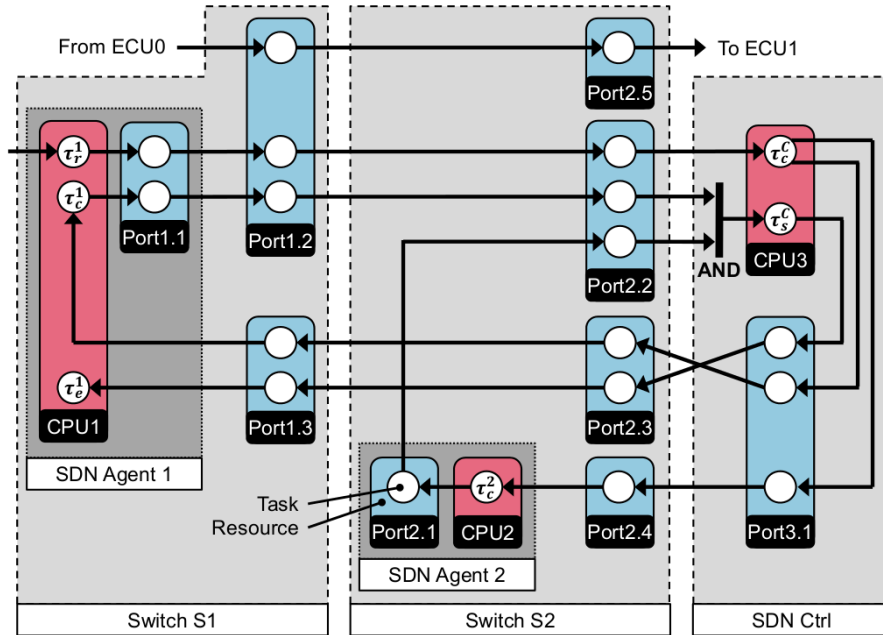 From ECU0
To ECU1
Port2.5
τ_r^1
τ_c^C
τ_c^1
τ_s^C
Port1.1
Port1.2
Port2.2
AND
CPU3
τ_e^1
CPU1
Port1.3
Port2.3
SDN Agent 1
Task
Resource
τ_c^2
Port2.1
CPU2
Port2.4
Port3.1
SDN Agent 2
Switch S1
Switch S2
SDN Ctrl